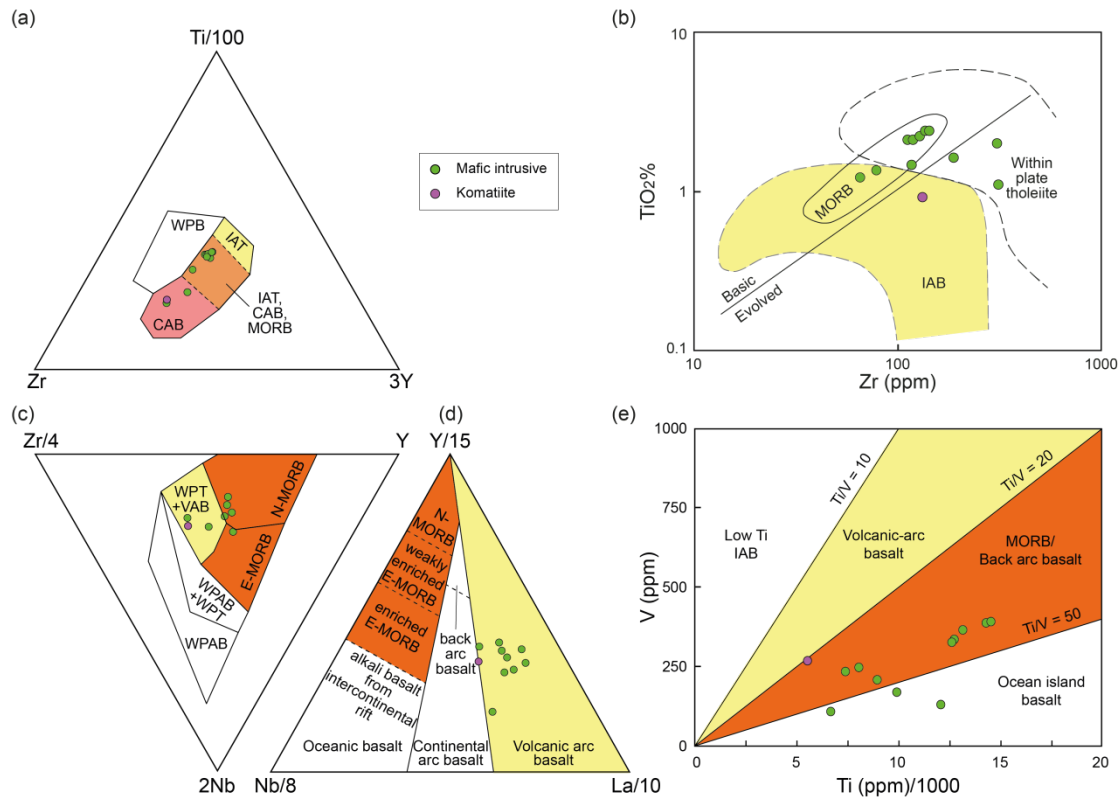 (a)
Ti/100
WPB
IAT
IAT,
CAB,
MORB
CAB
Zr
3Y
Mafic intrusive
Komatiite
(b)
10
1
0.1
TiO2%
MORB
Within
plate
tholeiite
Basic
Evolved
IAB
10
100
1000
Zr (ppm)
(c)
Zr/4
Y
WPT
+VAB
N-MORB
E-MORB
WPAB
+WPT
WPAB
2Nb
(d)
Y/15
N-
MORB
weakly
enriched
E-MORB
enriched
E-MORB
back
arc
basalt
alkali basalt
from
intercontinental
rift
Oceanic basalt
Continental
arc basalt
Volcanic arc
basalt
Nb/8
La/10
(e)
1000
750
500
250
0
V (ppm)
Ti/V = 10
Ti/V = 20
Low Ti
IAB
Volcanic-arc
basalt
MORB/
Back arc basalt
Ti/V = 50
Ocean island
basalt
0
5
10
15
20
Ti (ppm)/1000